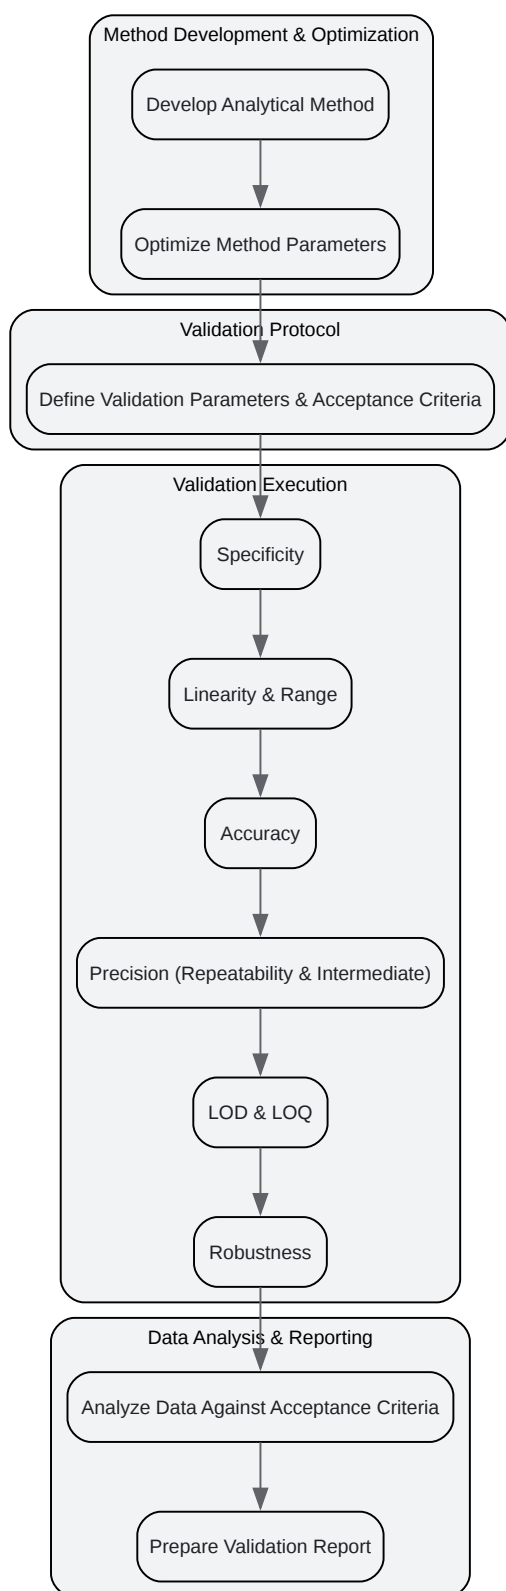 Method Development & Optimization
Develop Analytical Method
Optimize Method Parameters
Validation Protocol
Define Validation Parameters & Acceptance Criteria
Validation Execution
Specificity
Linearity & Range
Accuracy
Precision (Repeatability & Intermediate)
LOD & LOQ
Robustness
Data Analysis & Reporting
Analyze Data Against Acceptance Criteria
Prepare Validation Report